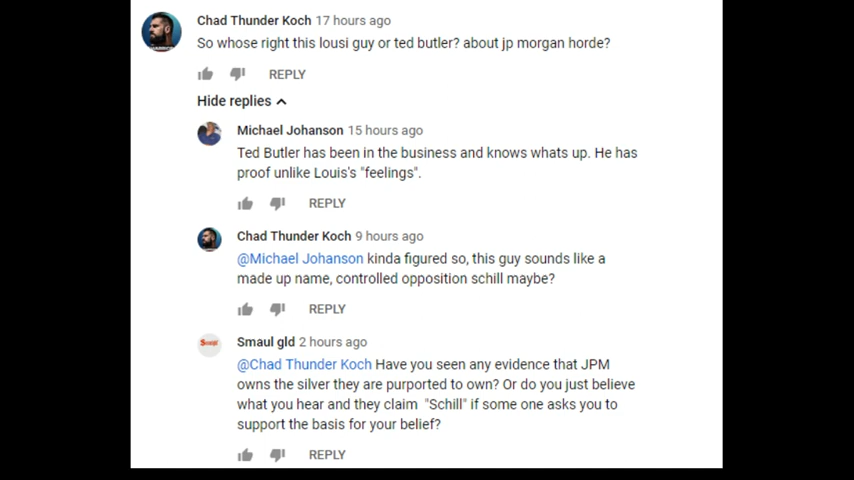 Chad Thunder Koch 17 hours ago
So whose right this lousi guy or ted butler? about jp morgan horde?
REPLY
Hide replies
Michael Johanson 15 hours ago
Ted Butler has been in the business and knows whats up. He has
proof unlike Louis's "feelings".
REPLY
Chad Thunder Koch 9 hours ago
@Michael Johanson kinda figured so, this guy sounds like a
made up name, controlled opposition schill maybe?
REPLY
Smaul gld 2 hours ago
@Chad Thunder Koch Have you seen any evidence that JPM
owns the silver they are purported to own? Or do you just believe
what you hear and they claim "Schill" if some one asks you to
support the basis for your belief?
REPLY